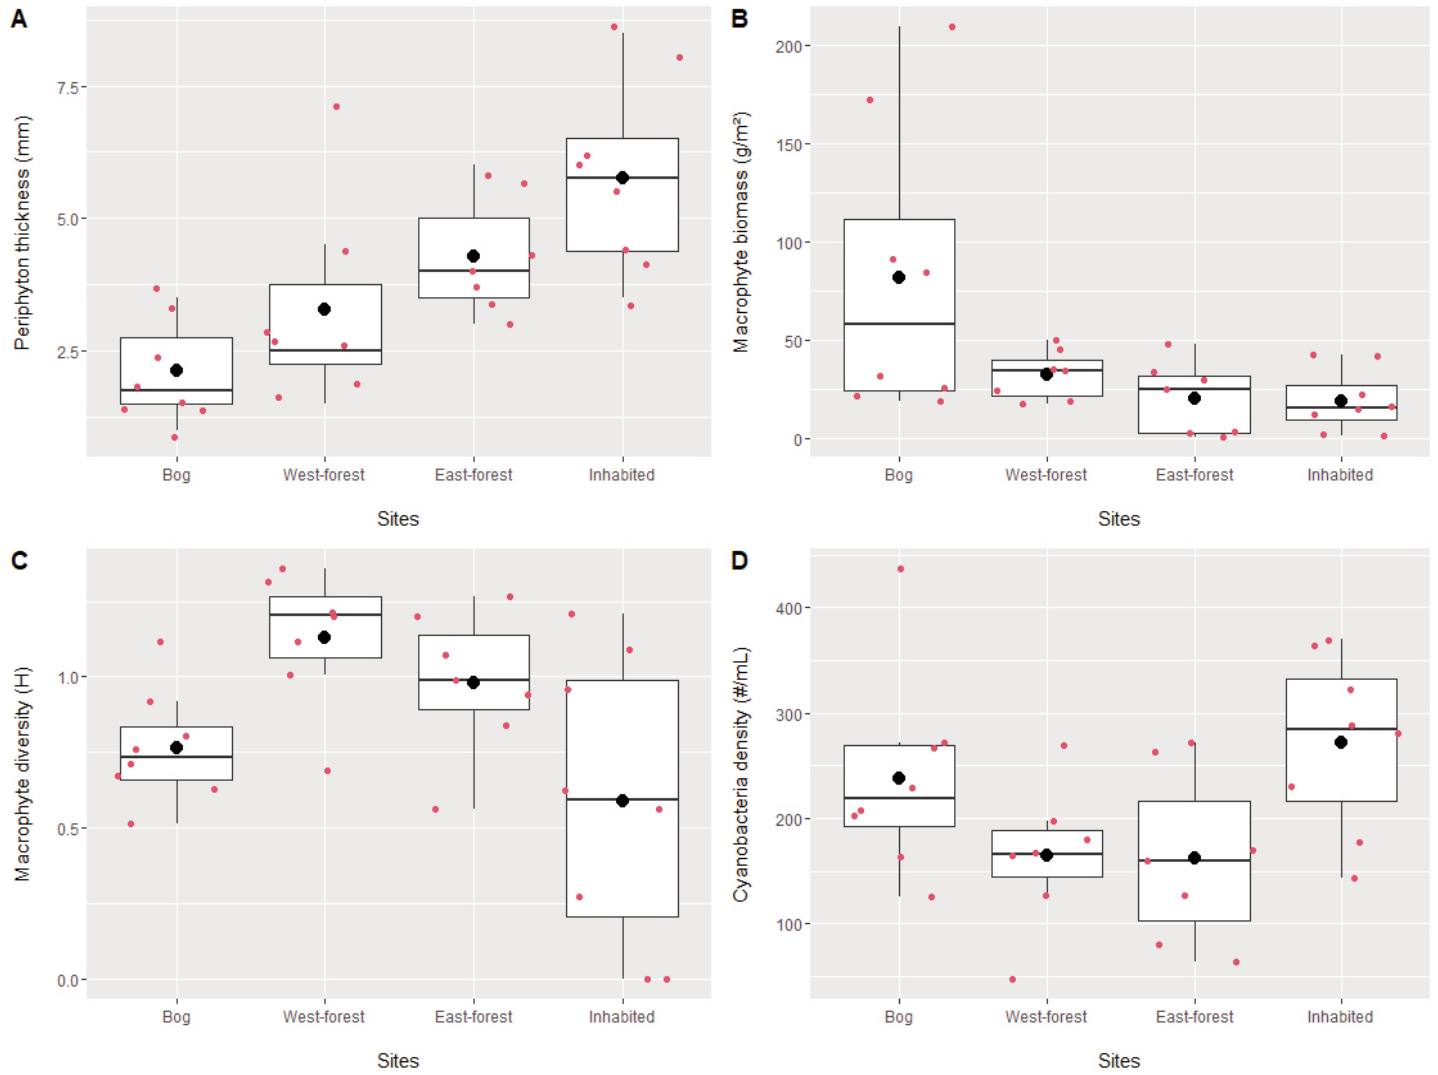 A
Periphyton thickness (mm)
7.5
5.0
2.5
Bog West-forest East-forest Inhabited
Sites
B
Macrophyte biomass (g/m²)
200
150
100
50
0
Bog West-forest East-forest Inhabited
Sites
C
Macrophyte diversity (H)
1.0
0.5
0.0
Bog West-forest East-forest Inhabited
Sites
D
Cyanobacteria density (#/mL)
400
300
200
100
Bog West-forest East-forest Inhabited
Sites